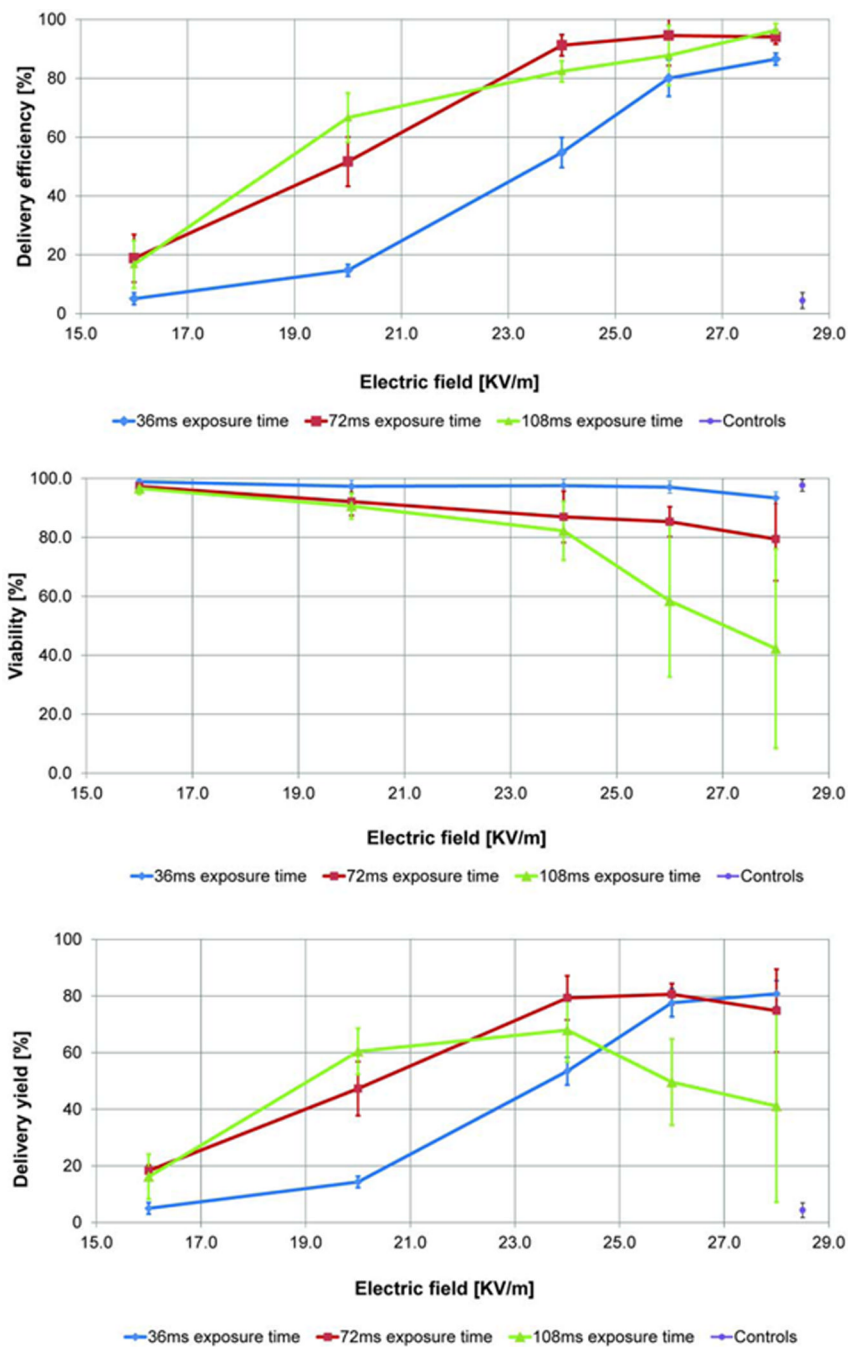 Delivery efficiency [%]
100
80
60
40
20
0
15.0 17.0 19.0 21.0 23.0 25.0 27.0 29.0
Electric field [KV/m]
36ms exposure time 72ms exposure time 108ms exposure time Controls
Viability [%]
100.0
80.0
60.0
40.0
20.0
0.0
15.0 17.0 19.0 21.0 23.0 25.0 27.0 29.0
Electric field [KV/m]
36ms exposure time 72ms exposure time 108ms exposure time Controls
Delivery yield [%]
100
80
60
40
20
0
15.0 17.0 19.0 21.0 23.0 25.0 27.0 29.0
Electric field [KV/m]
36ms exposure time 72ms exposure time 108ms exposure time Controls